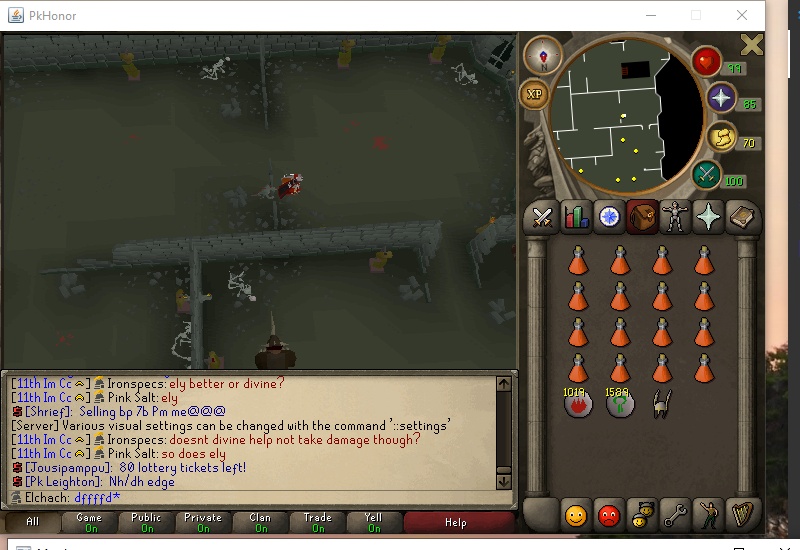 PkHonor
N
XP
99
85
70
100
1019
1589
[11th Im Cc] Ironspecs: ely better or divine?
[11th Im Cc] Pink Salt: ely
[Shrief]: Selling bp 7b Pm me@@@
[Server] Various visual settings can be changed with the command '::settings'
[11th Im Cc] Ironspecs: doesnt divine help not take damage though?
[11th Im Cc] Pink Salt: so does ely
[Jousipamppu]: 80 lottery tickets left!
[Pk Leighton]: Nh/dh edge
Elchach: dffffd*
All Game On Public On Private On Clan On Trade On Yell On Help